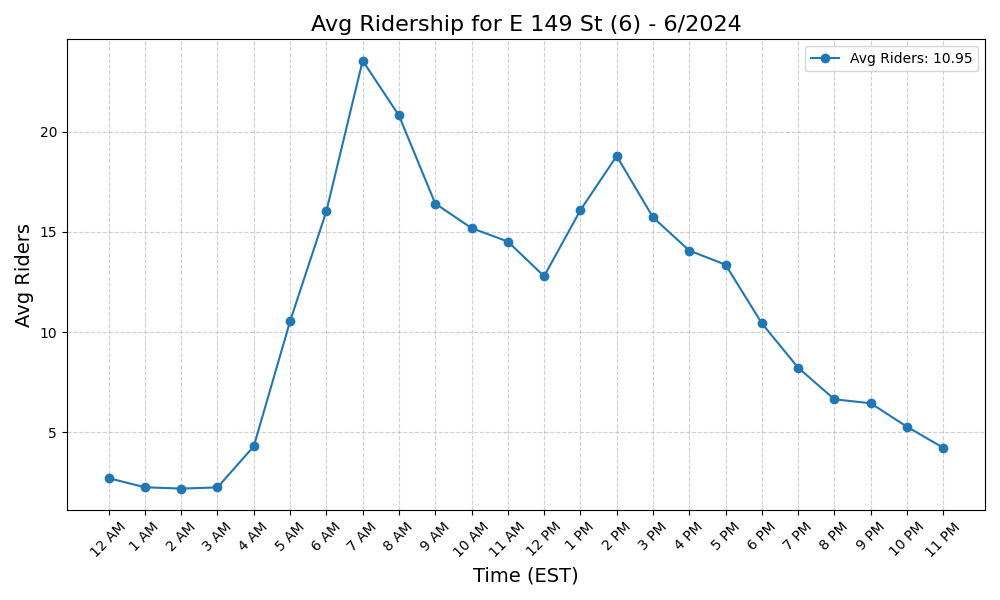 Avg Ridership for E 149 St (6) - 6/2024
Avg Riders: 10.95
Avg Riders
20
15
10
5
12 AM
1 AM
2 AM
3 AM
4 AM
5 AM
6 AM
7 AM
8 AM
9 AM
10 AM
11 AM
12 PM
1 PM
2 PM
3 PM
4 PM
5 PM
6 PM
7 PM
8 PM
9 PM
10 PM
11 PM
Time (EST)